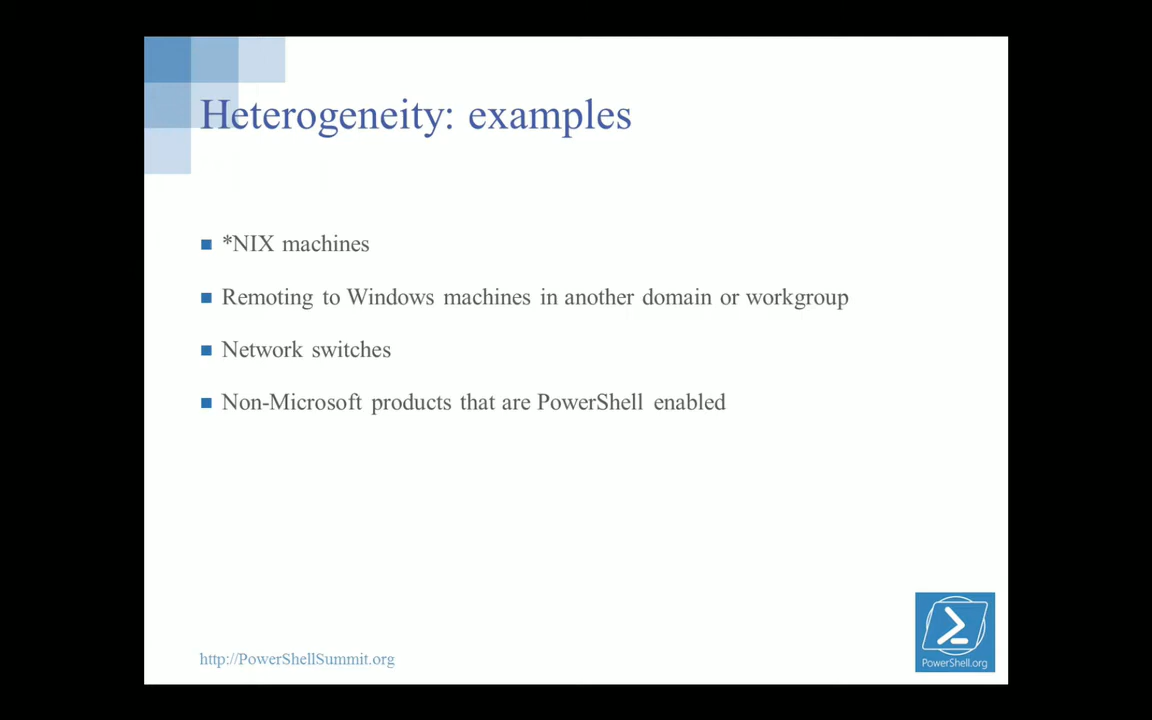 Heterogeneity: examples
*NIX machines
Remoting to Windows machines in another domain or workgroup
Network switches
Non-Microsoft products that are PowerShell enabled
http://PowerShellSummit.org
PowerShell.org